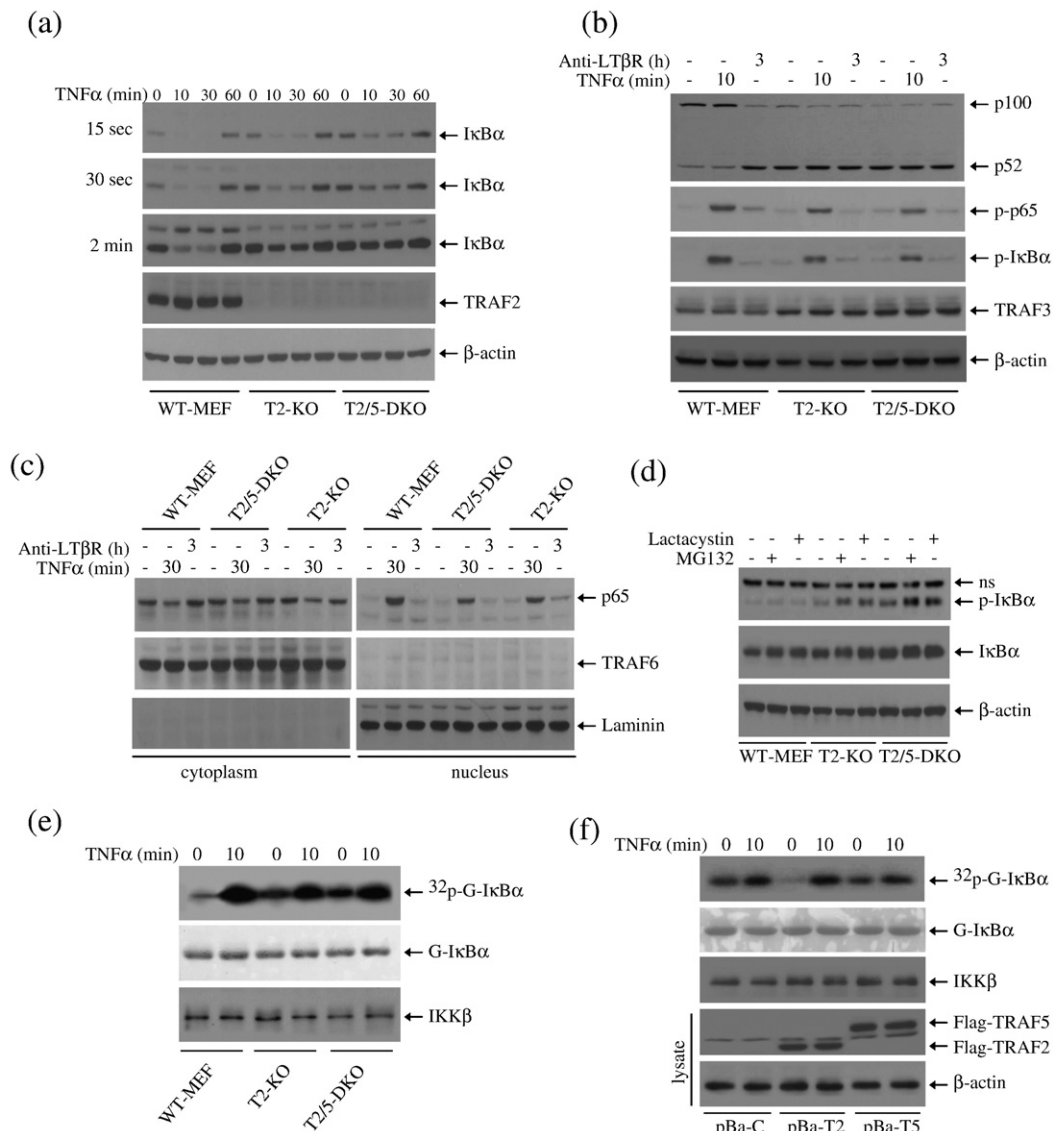 (a)
TNFα (min) 0 10 30 60 0 10 30 60 0 10 30 60
15 sec IκBα
30 sec IκBα
2 min IκBα
TRAF2
β-actin
WT-MEF T2-KO T2/5-DKO
(b)
Anti-LTβR (h) - - 3 - - 3 - - 3
TNFα (min) - 10 - - 10 - - 10 -
p100
p52
p-p65
p-IκBα
TRAF3
β-actin
WT-MEF T2-KO T2/5-DKO
(c)
WT-MEF T2/5-DKO T2-KO WT-MEF T2/5-DKO T2-KO
Anti-LTβR (h) - - 3 - - 3 - - 3 - - 3 - - 3 - - 3
TNFα (min) - 30 - - 30 - - 30 - - 30 - - 30 - - 30 -
p65
TRAF6
Laminin
cytoplasm nucleus
(d)
Lactacystin - - + - - + - - +
MG132 - + - - + - - + -
ns
p-IκBα
IκBα
β-actin
WT-MEF T2-KO T2/5-DKO
(e)
TNFα (min) 0 10 0 10 0 10
32p-G-IκBα
G-IκBα
IKKβ
WT-MEF T2-KO T2/5-DKO
(f)
TNFα (min) 0 10 0 10 0 10
32p-G-IκBα
G-IκBα
IKKβ
Flag-TRAF5
Flag-TRAF2
β-actin
lysate
pBa-C pBa-T2 pBa-T5